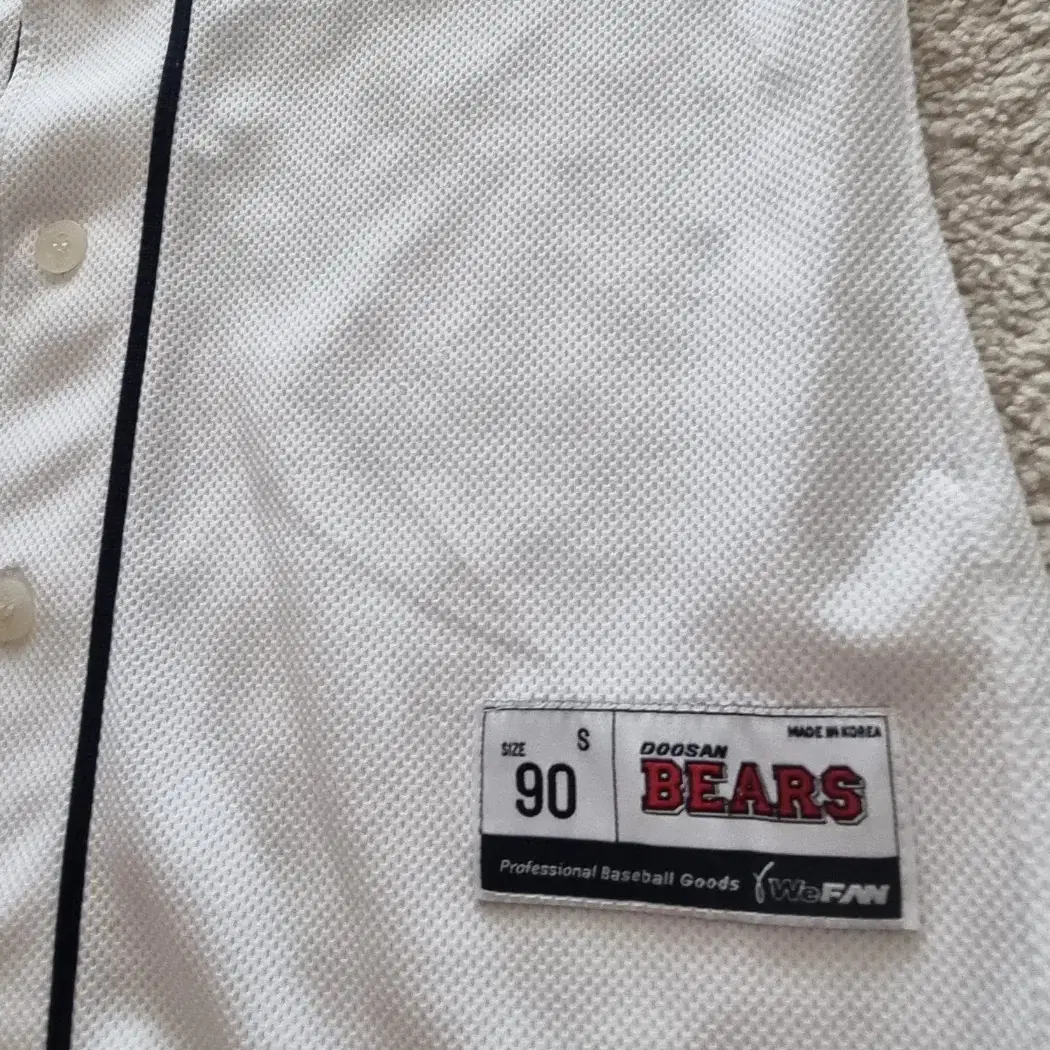 SIZE S
90
DOOSAN
BEARS
MADE IN KOREA
Professional Baseball Goods WeFAN